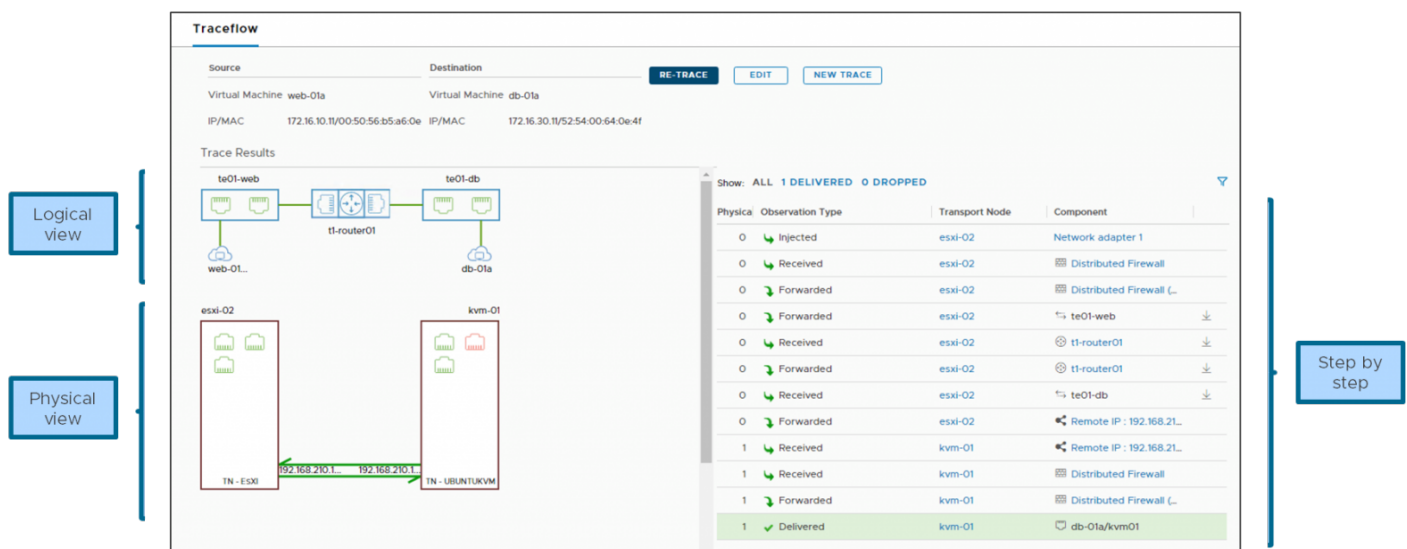 Traceflow
Source Destination
RE-TRACE EDIT NEW TRACE
Virtual Machine web-01a Virtual Machine db-01a
IP/MAC 172.16.10.11/00:50:56:b5:a6:0e IP/MAC 172.16.30.11/52:54:00:64:0e:4f
Trace Results
te01-web te01-db
t1-router01
web-01... db-01a
Logical
view
esxi-02 kvm-01
192.168.210.1... 192.168.210.1...
TN - ESXI TN - UBUNTUKVM
Physical
view
Show: ALL 1 DELIVERED 0 DROPPED
Physica Observation Type Transport Node Component
0 Injected esxi-02 Network adapter 1
0 Received esxi-02 Distributed Firewall
0 Forwarded esxi-02 Distributed Firewall (...
0 Forwarded esxi-02 te01-web
0 Received esxi-02 t1-router01
0 Forwarded esxi-02 t1-router01
0 Received esxi-02 te01-db
0 Forwarded esxi-02 Remote IP : 192.168.21...
1 Received kvm-01 Remote IP : 192.168.21...
1 Received kvm-01 Distributed Firewall
1 Forwarded kvm-01 Distributed Firewall (...
1 Delivered kvm-01 db-01a/kvm01
Step by
step